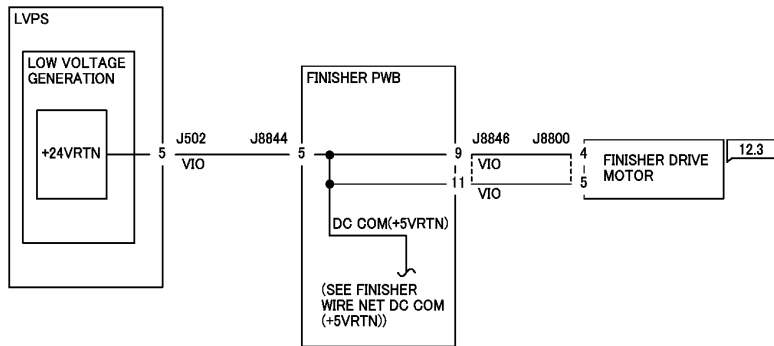 LVPS
LOW VOLTAGE
GENERATION
FINISHER PWB
+24VRTN
5
J502
J8844
5
9
J8846
J8800
4
VIO
VIO
11
VIO
5
FINISHER DRIVE
MOTOR
12.3
DC COM(+5VRTN)
(SEE FINISHER
WIRE NET DC COM
(+5VRTN))